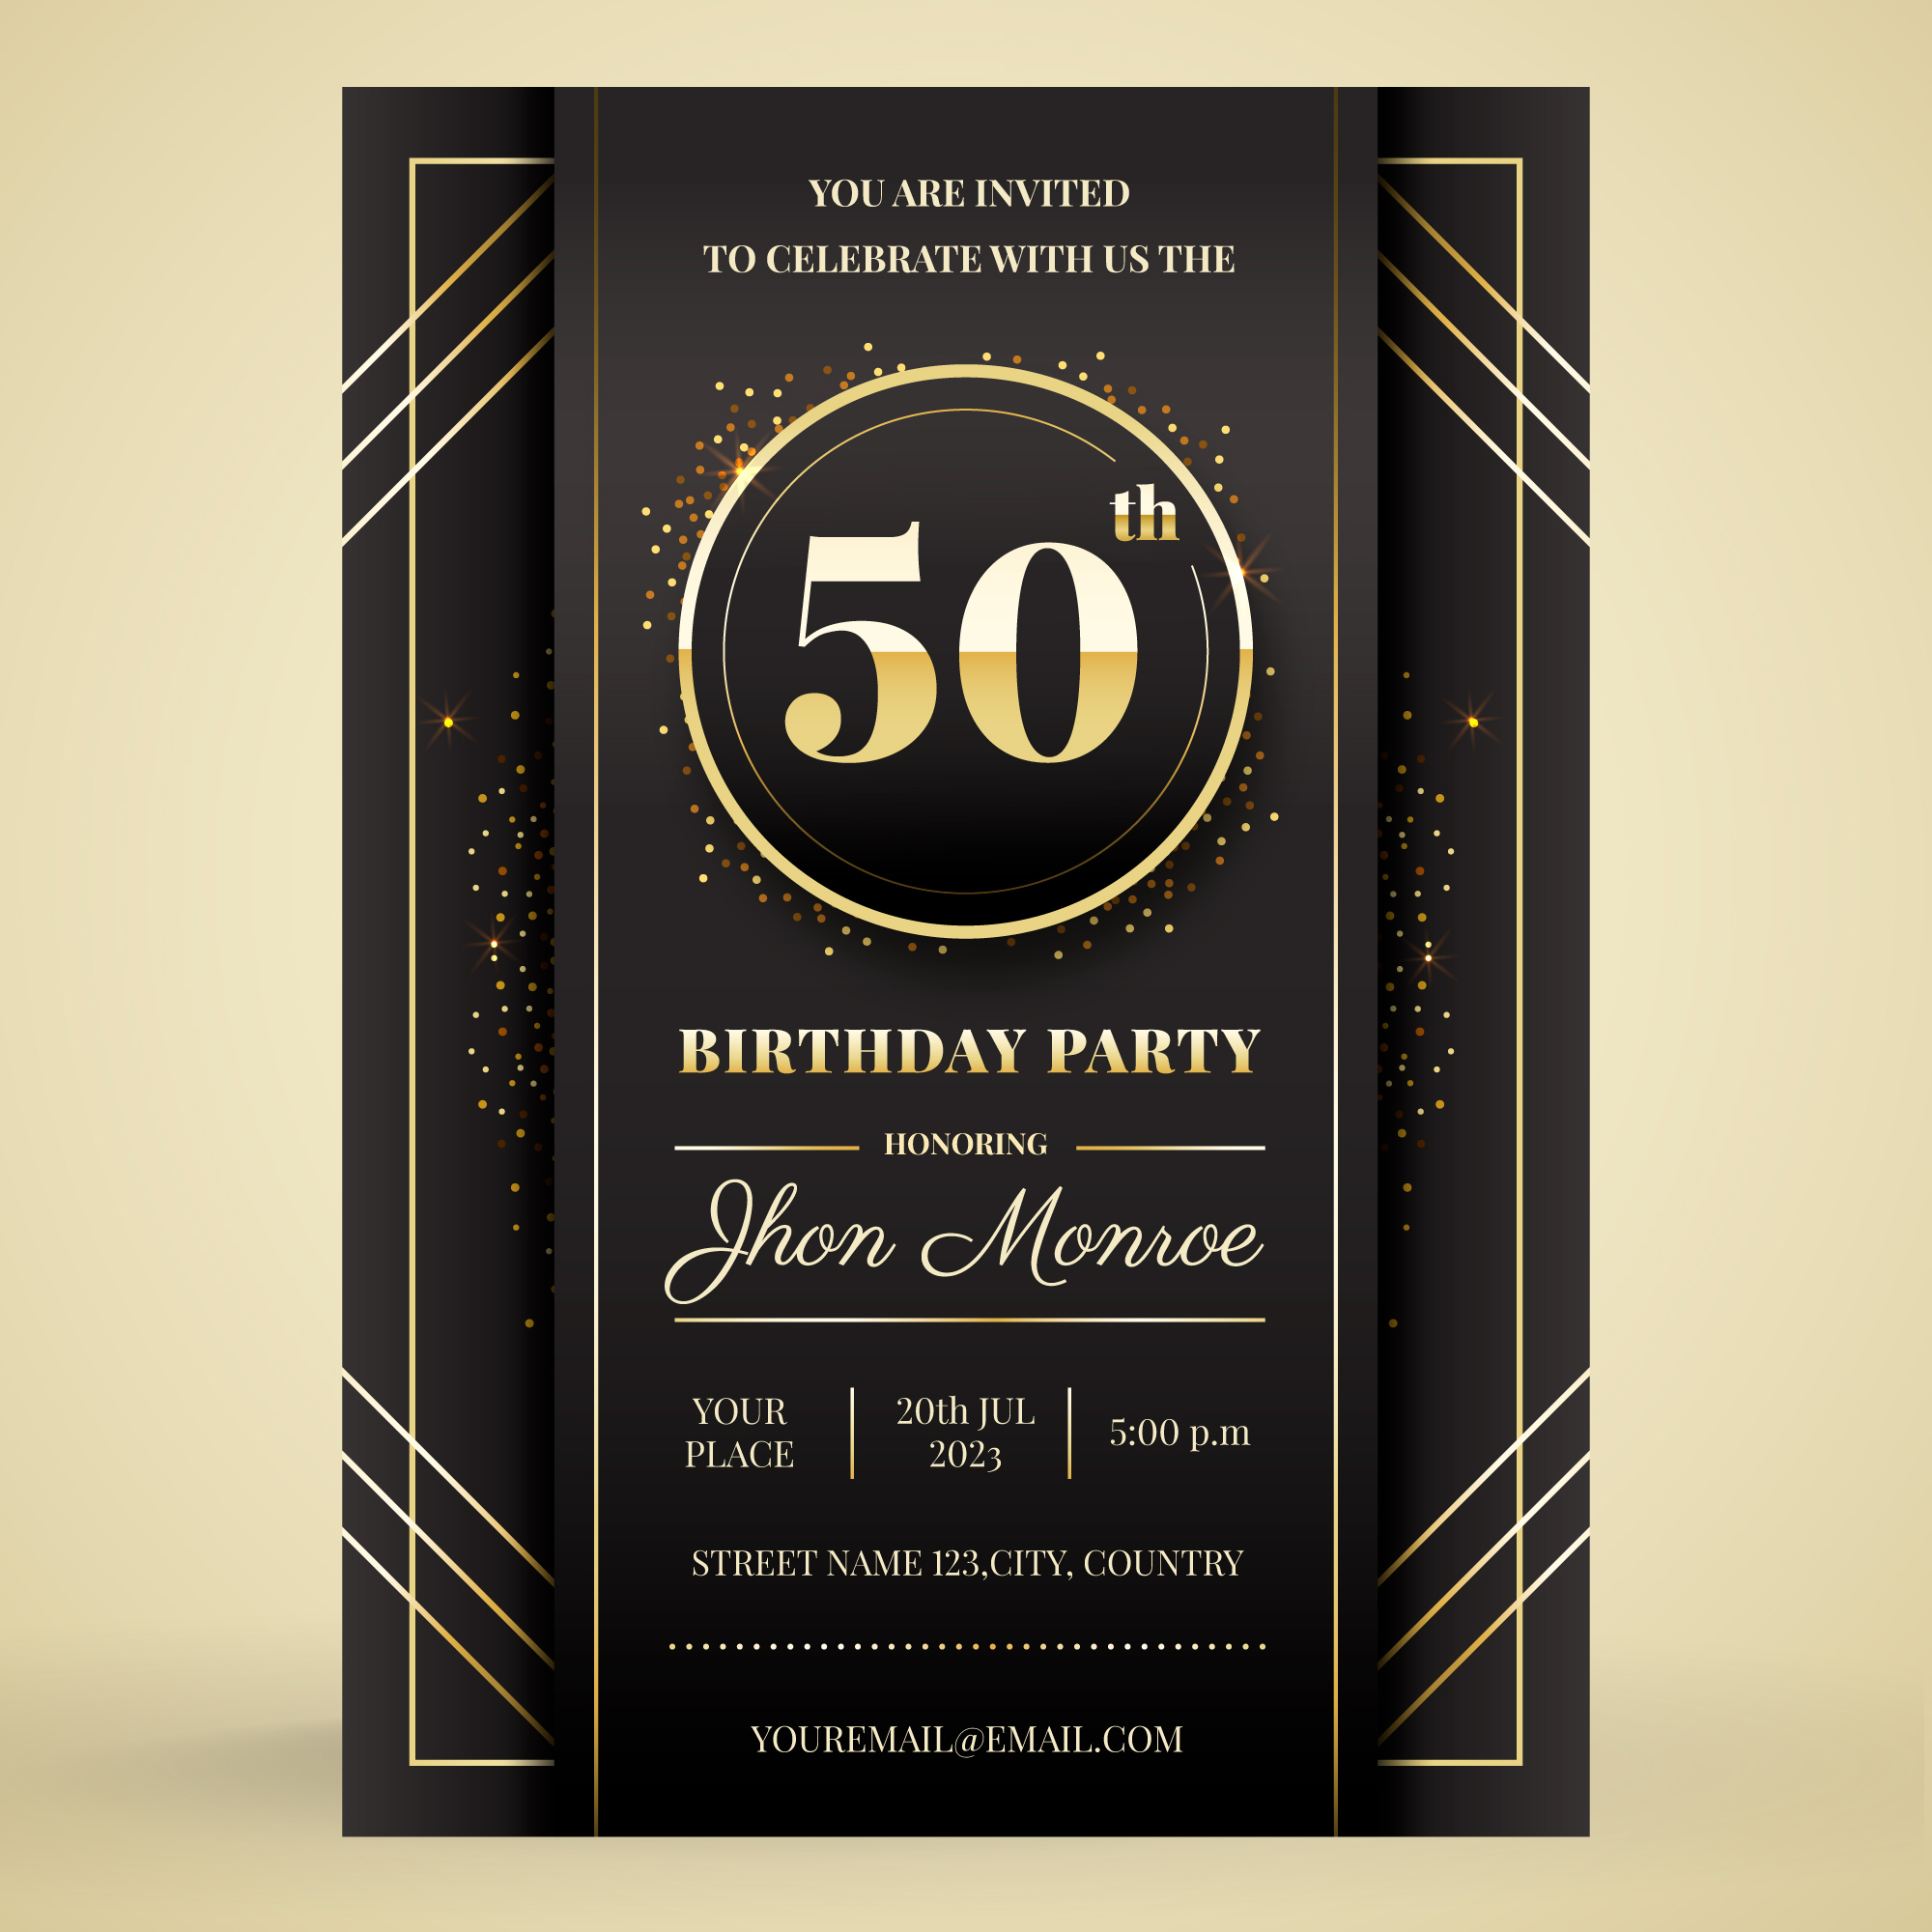 YOU ARE INVITED
TO CELEBRATE WITH US THE
50th
BIRTHDAY PARTY
HONORING
Jhon Monroe
YOUR
PLACE
20th JUL
2023
5:00 p.m
STREET NAME 123,CITY, COUNTRY
YOUREMAIL@EMAIL.COM